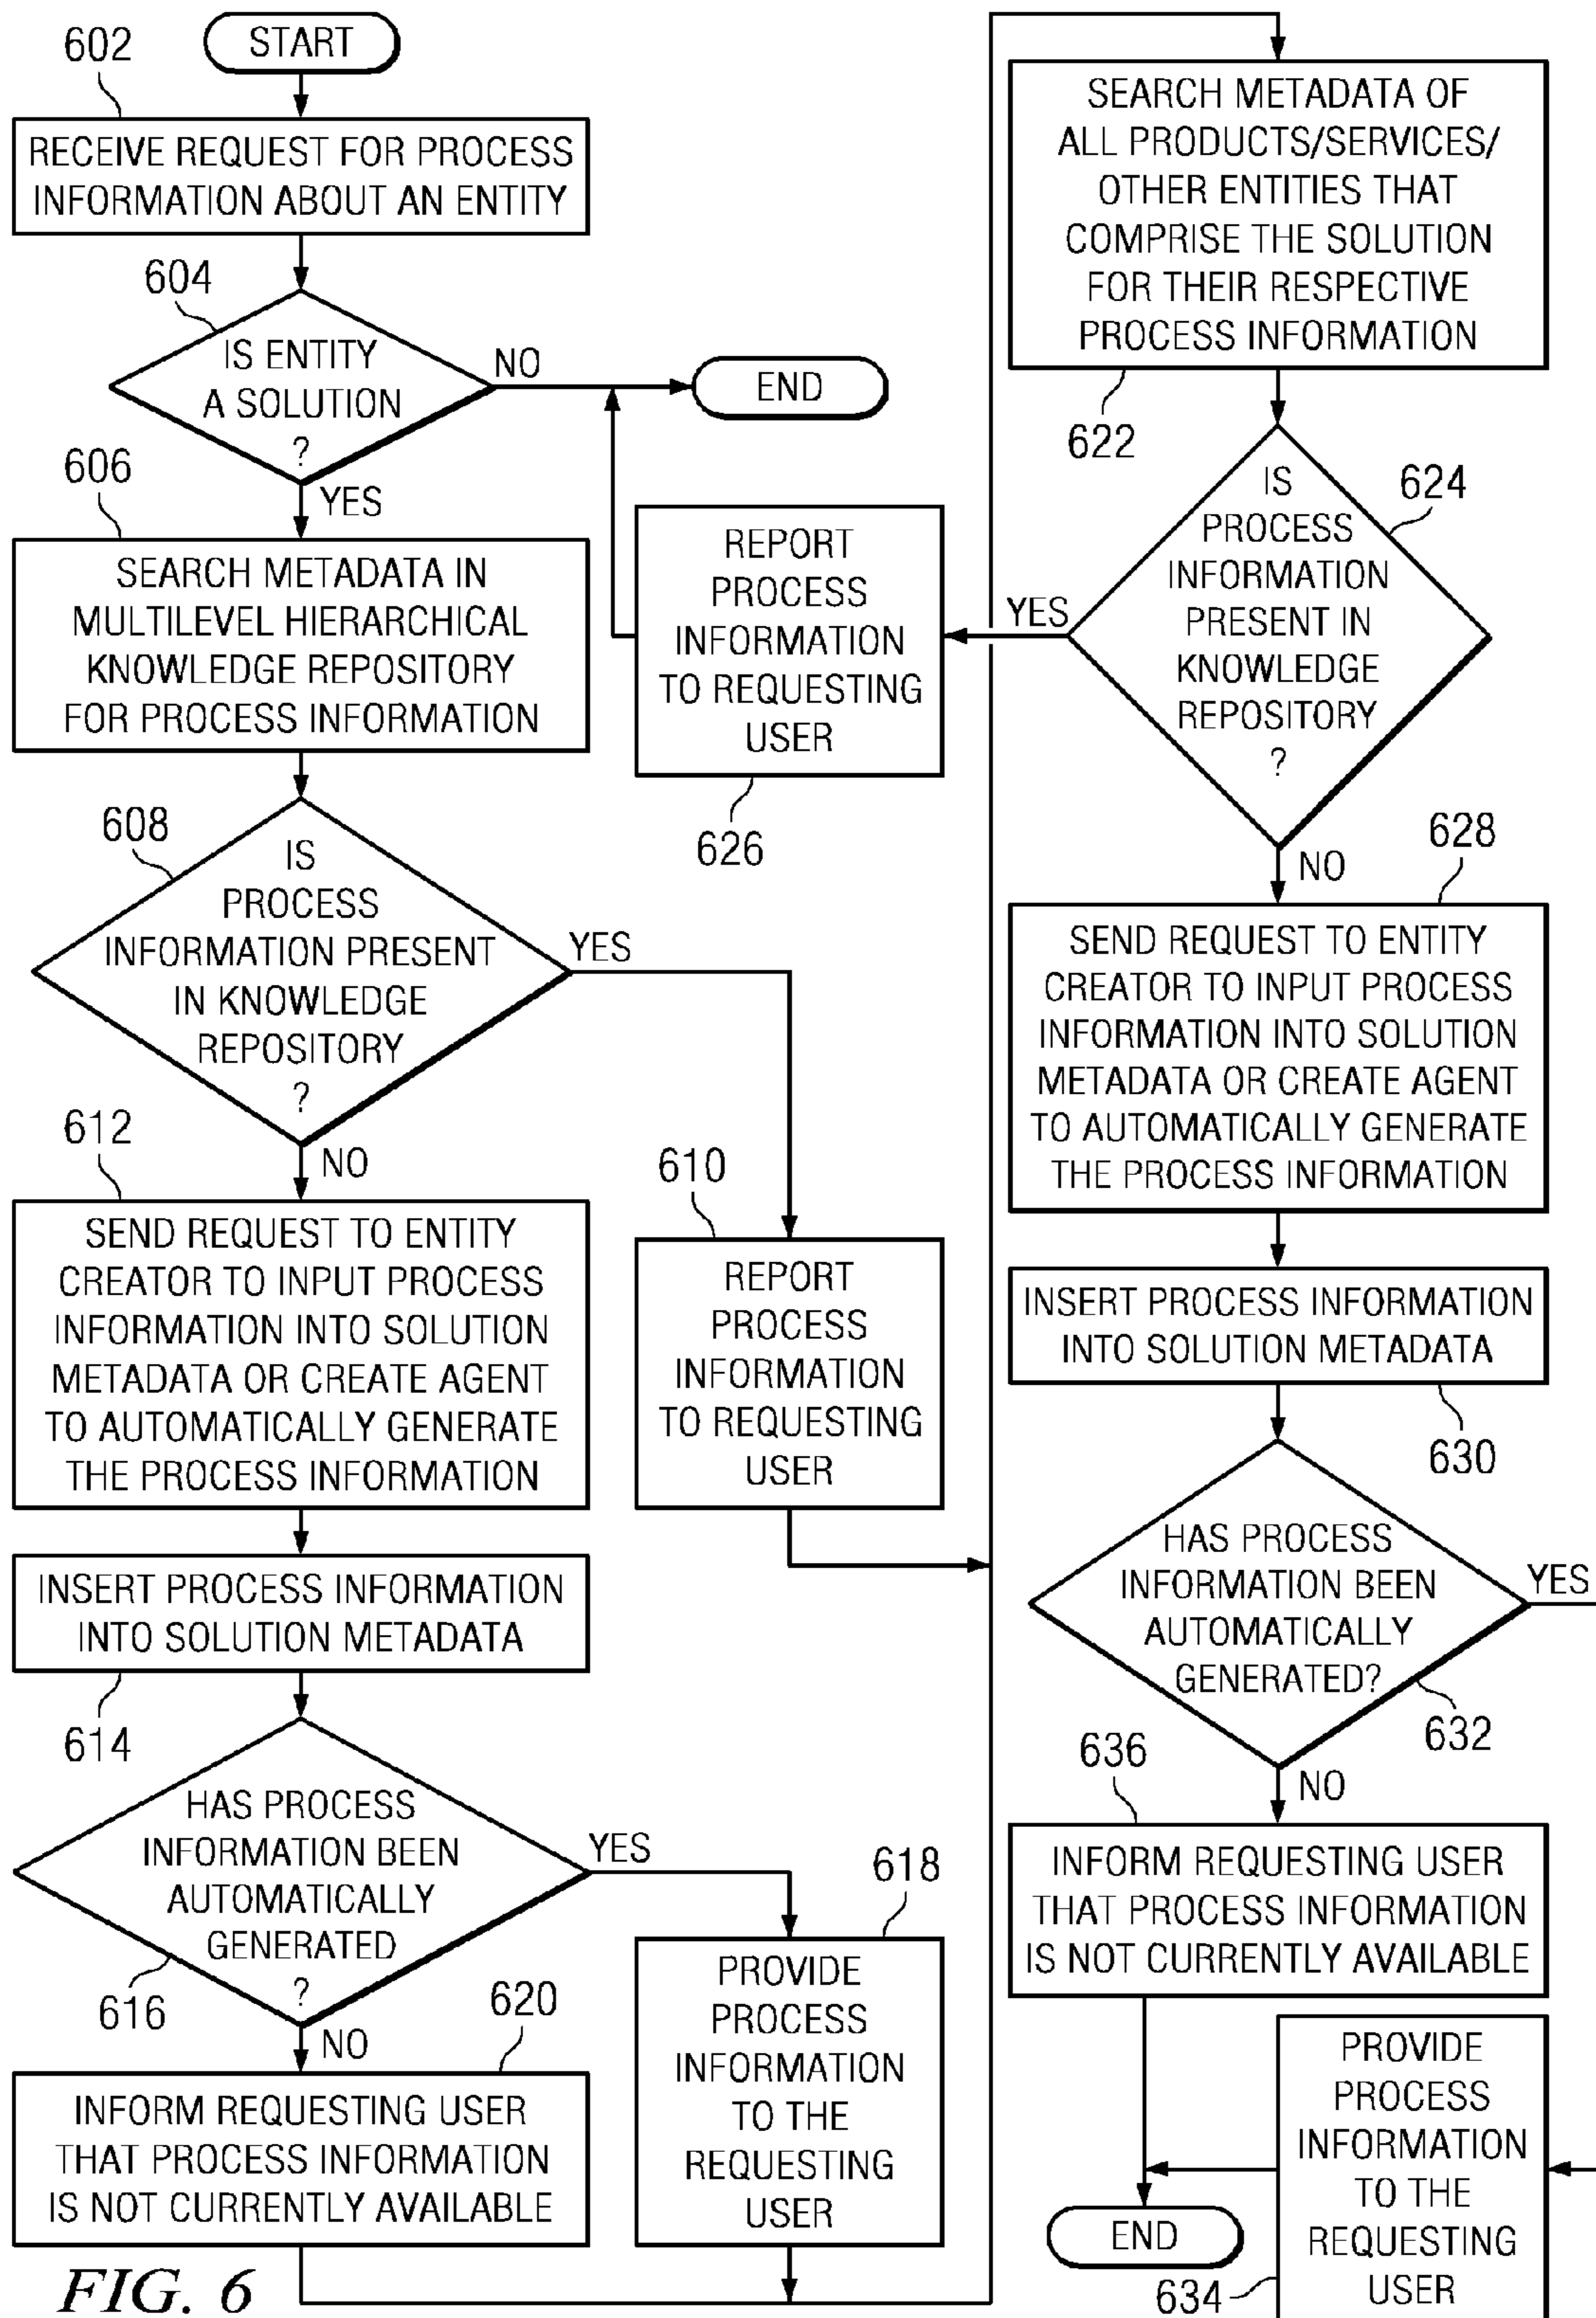 602
START
RECEIVE REQUEST FOR PROCESS
INFORMATION ABOUT AN ENTITY
604
IS ENTITY
A SOLUTION
?
NO
END
YES
606
SEARCH METADATA IN
MULTILEVEL HIERARCHICAL
KNOWLEDGE REPOSITORY
FOR PROCESS INFORMATION
608
IS
PROCESS
INFORMATION PRESENT
IN KNOWLEDGE
REPOSITORY
?
YES
NO
610
REPORT
PROCESS
INFORMATION
TO REQUESTING
USER
612
SEND REQUEST TO ENTITY
CREATOR TO INPUT PROCESS
INFORMATION INTO SOLUTION
METADATA OR CREATE AGENT
TO AUTOMATICALLY GENERATE
THE PROCESS INFORMATION
INSERT PROCESS INFORMATION
INTO SOLUTION METADATA
614
HAS PROCESS
INFORMATION BEEN
AUTOMATICALLY
GENERATED
?
616
YES
NO
618
PROVIDE
PROCESS
INFORMATION
TO THE
REQUESTING
USER
620
INFORM REQUESTING USER
THAT PROCESS INFORMATION
IS NOT CURRENTLY AVAILABLE
SEARCH METADATA OF
ALL PRODUCTS/SERVICES/
OTHER ENTITIES THAT
COMPRISE THE SOLUTION
FOR THEIR RESPECTIVE
PROCESS INFORMATION
622
624
IS
PROCESS
INFORMATION
PRESENT IN
KNOWLEDGE
REPOSITORY
?
YES
REPORT
PROCESS
INFORMATION
TO REQUESTING
USER
626
NO
628
SEND REQUEST TO ENTITY
CREATOR TO INPUT PROCESS
INFORMATION INTO SOLUTION
METADATA OR CREATE AGENT
TO AUTOMATICALLY GENERATE
THE PROCESS INFORMATION
INSERT PROCESS INFORMATION
INTO SOLUTION METADATA
630
HAS PROCESS
INFORMATION BEEN
AUTOMATICALLY
GENERATED?
YES
632
NO
636
INFORM REQUESTING USER
THAT PROCESS INFORMATION
IS NOT CURRENTLY AVAILABLE
PROVIDE
PROCESS
INFORMATION
TO THE
REQUESTING
USER
634
END
FIG. 6